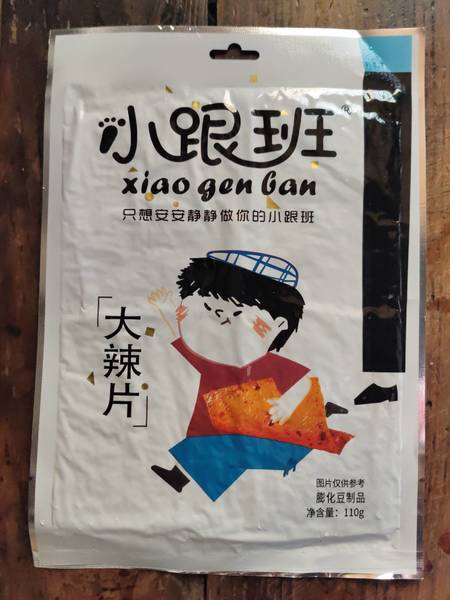 小跟班®
xiao gen ban
只想安安静静做你的小跟班
「大辣片」
图片仅供参考
膨化豆制品
净含量：110g